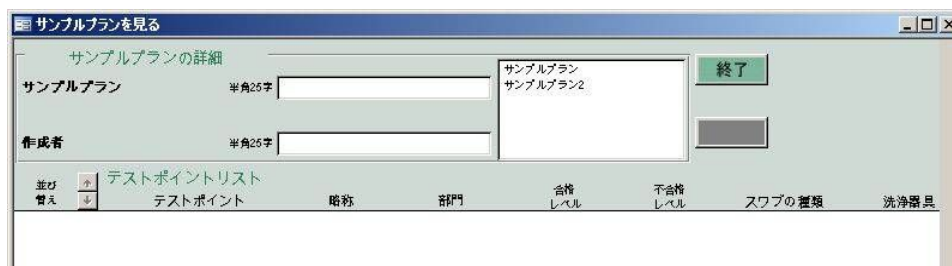 サンプルプランを見る
サンプルプランの詳細
サンプルプラン 半角25字
サンプルプラン
サンプルプラン2
終了
作成者 半角25字
並び替え
テストポイントリスト
テストポイント 略称 部門 合格レベル 不合格レベル スワブの種類 洗浄器具